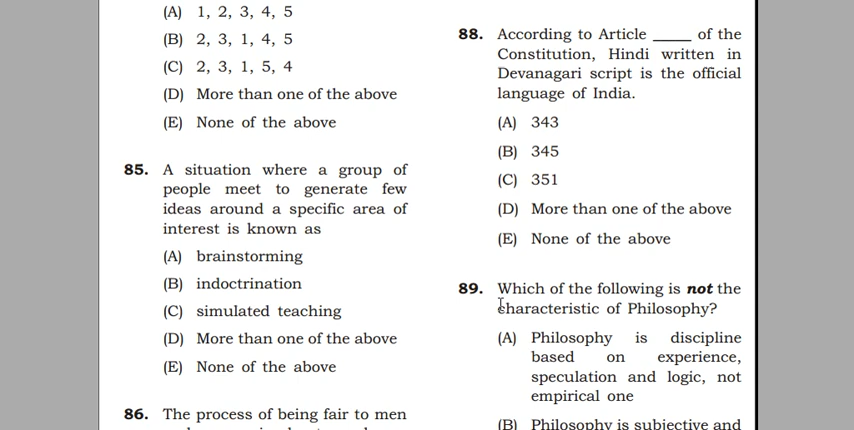 (A) 1, 2, 3, 4, 5
(B) 2, 3, 1, 4, 5
(C) 2, 3, 1, 5, 4
(D) More than one of the above
(E) None of the above
85. A situation where a group of
people meet to generate few
ideas around a specific area of
interest is known as
(A) brainstorming
(B) indoctrination
(C) simulated teaching
(D) More than one of the above
(E) None of the above
86. The process of being fair to men
88. According to Article _____ of the
Constitution, Hindi written in
Devanagari script is the official
language of India.
(A) 343
(B) 345
(C) 351
(D) More than one of the above
(E) None of the above
89. Which of the following is not the
characteristic of Philosophy?
(A) Philosophy is discipline
based on experience,
speculation and logic, not
empirical one
(B) Philosophy is subjective and